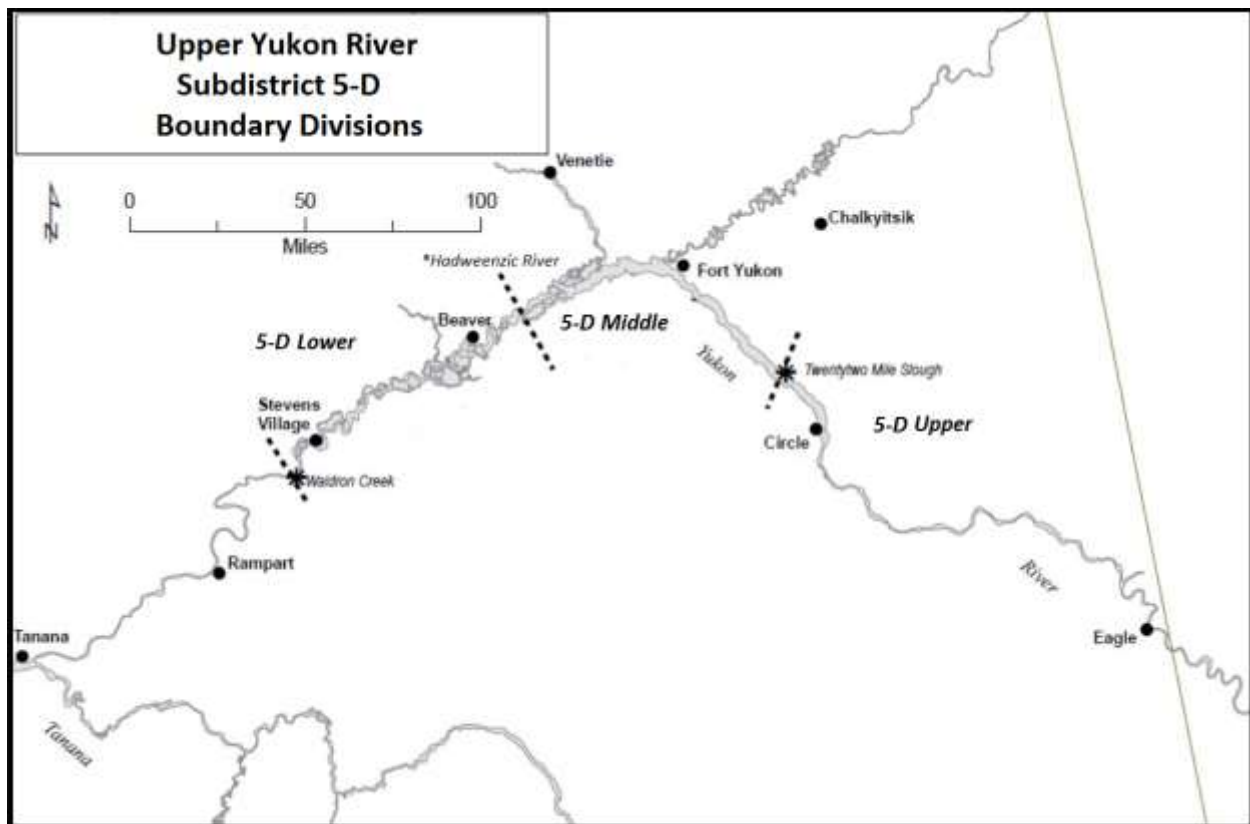 Upper Yukon River
Subdistrict 5-D
Boundary Divisions
Venetie
0
50
100
Miles
N
Chalkyitsik
*Hadweenzic River
Fort Yukon
Beaver
5-D Middle
5-D Lower
Yukon
Twentytwo Mile Slough
Stevens
Village
5-D Upper
Circle
Waldron Creek
Rampart
River
Tanana
Eagle
Tanana